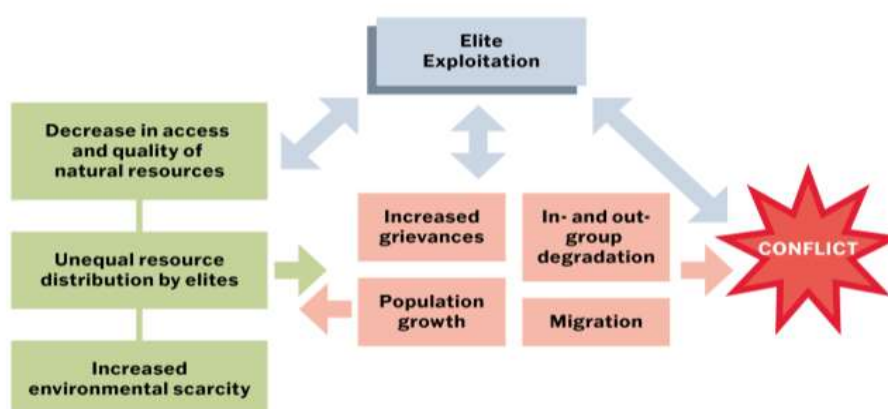 Elite
Exploitation
Decrease in access
and quality of
natural resources
Increased
grievances
In- and out-
group
degradation
CONFLICT
Unequal resource
distribution by elites
Population
growth
Migration
Increased
environmental scarcity